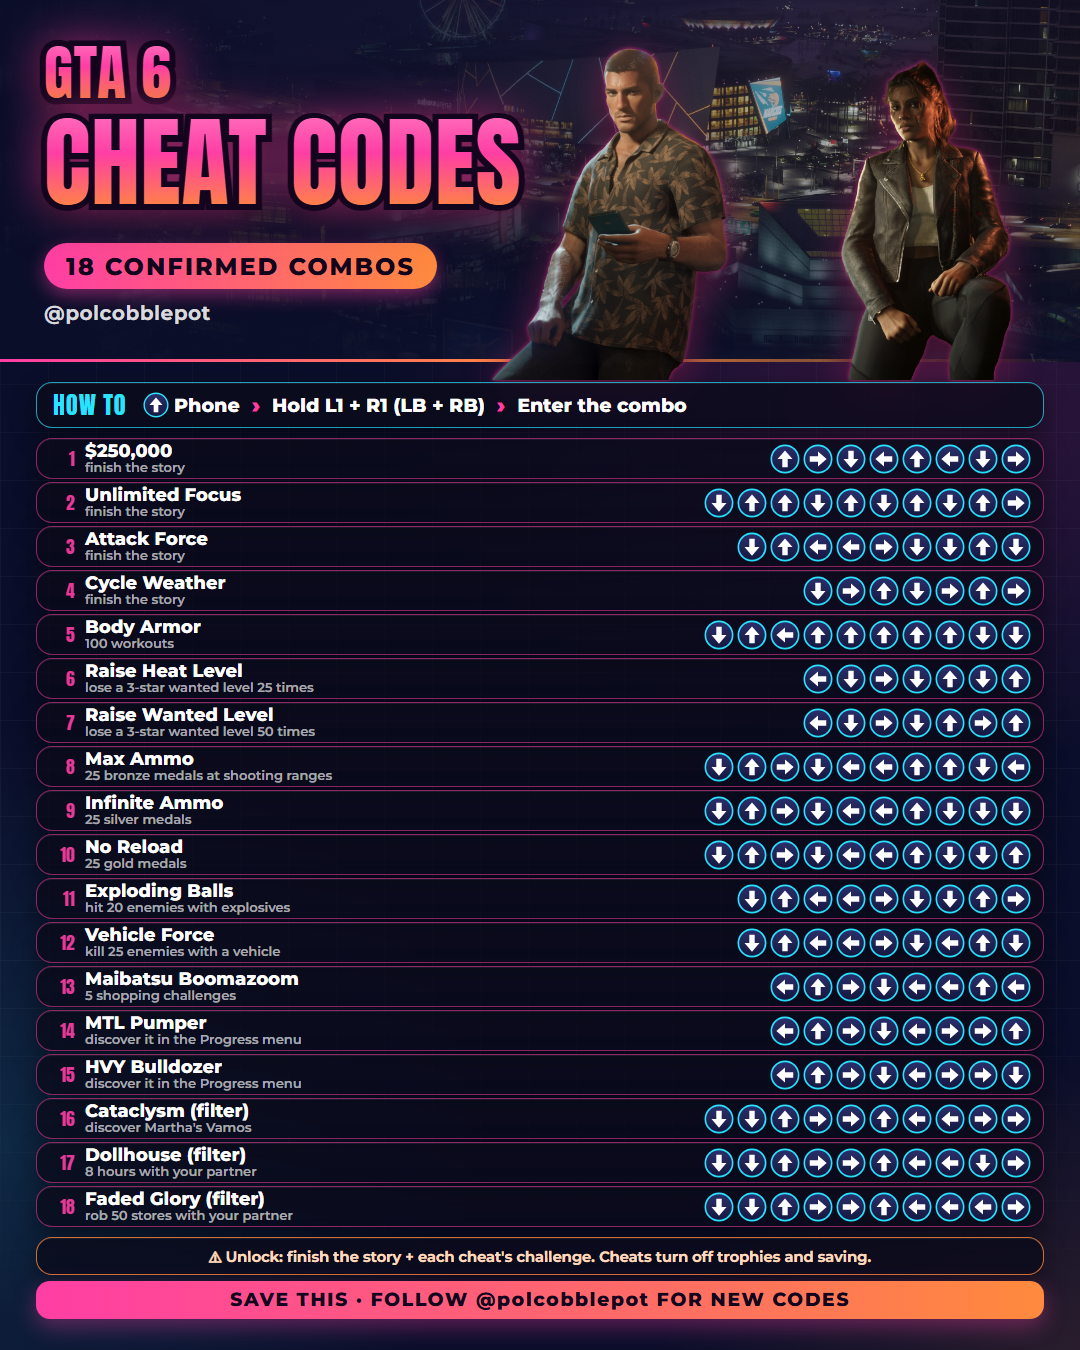 GTA 6
CHEAT CODES
18 CONFIRMED COMBOS
@polcobblepot
HOW TO ⬆ Phone › Hold L1 + R1 (LB + RB) › Enter the combo
1 $250,000 ⬆➡⬇⬅⬆⬅⬇➡
finish the story
2 Unlimited Focus ⬇⬆⬆⬇⬆⬇⬆⬇⬆➡
finish the story
3 Attack Force ⬇⬆⬅⬅➡⬇⬇⬆⬇
finish the story
4 Cycle Weather ⬇➡⬆⬇➡⬆➡
finish the story
5 Body Armor ⬇⬆⬅⬆⬆⬆⬆⬆⬇⬇
100 workouts
6 Raise Heat Level ⬅⬇➡⬇⬆⬇⬆
lose a 3-star wanted level 25 times
7 Raise Wanted Level ⬅⬇➡⬇⬆➡⬆
lose a 3-star wanted level 50 times
8 Max Ammo ⬇⬆➡⬇⬅⬅⬆⬆⬇⬅
25 bronze medals at shooting ranges
9 Infinite Ammo ⬇⬆➡⬇⬅⬅⬆⬇⬇⬇
25 silver medals
10 No Reload ⬇⬆➡⬇⬅⬅⬆⬇⬇⬆
25 gold medals
11 Exploding Balls ⬇⬆⬅⬅➡⬇⬇⬆➡
hit 20 enemies with explosives
12 Vehicle Force ⬇⬆⬅⬅➡⬇⬅⬆⬇
kill 25 enemies with a vehicle
13 Maibatsu Boomazoom ⬅⬆➡⬇⬅⬅⬆⬅
5 shopping challenges
14 MTL Pumper ⬅⬆➡⬇⬅➡➡⬆
discover it in the Progress menu
15 HVY Bulldozer ⬅⬆➡⬇⬅➡➡⬇
discover it in the Progress menu
16 Cataclysm (filter) ⬇⬇⬆➡➡⬆⬅⬅➡➡
discover Martha's Vamos
17 Dollhouse (filter) ⬇⬇⬆➡➡⬆⬅⬅⬇➡
8 hours with your partner
18 Faded Glory (filter) ⬇⬇⬆➡➡⬆⬅⬅⬅➡
rob 50 stores with your partner
⚠ Unlock: finish the story + each cheat's challenge. Cheats turn off trophies and saving.
SAVE THIS · FOLLOW @polcobblepot FOR NEW CODES